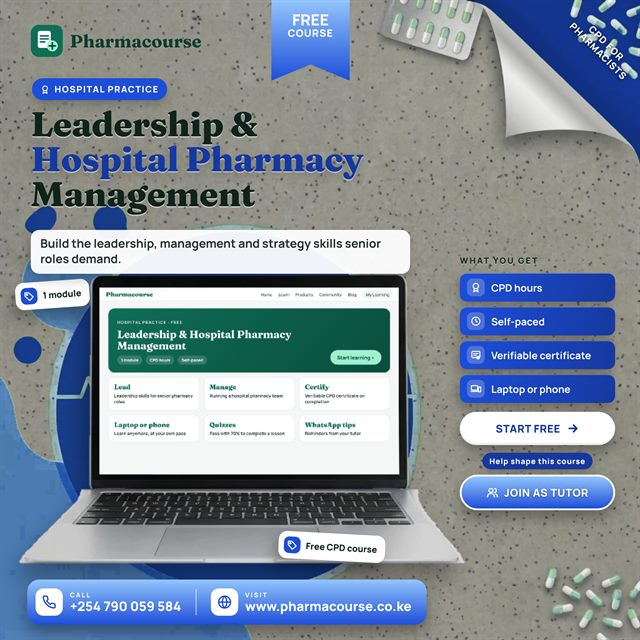 Pharmacourse
FREE
COURSE
CPD FOR
PHARMACISTS
HOSPITAL PRACTICE
Leadership &
Hospital Pharmacy
Management
Build the leadership, management and strategy skills senior
roles demand.
1 module
Pharmacourse
Home Learn Products Community Blog My Learning
HOSPITAL PRACTICE · FREE
Leadership & Hospital Pharmacy
Management
1 module CPD hours Self-paced
Start learning
Lead
Leadership skills for senior pharmacy
roles
Manage
Running a hospital pharmacy team
Certify
Verifiable CPD certificate on
completion
Laptop or phone
Learn anywhere, at your own pace
Quizzes
Pass with 70% to complete a lesson
WhatsApp tips
Reminders from your tutor
Free CPD course
WHAT YOU GET
CPD hours
Self-paced
Verifiable certificate
Laptop or phone
START FREE →
Help shape this course
JOIN AS TUTOR
CALL
+254 790 059 584
VISIT
www.pharmacourse.co.ke